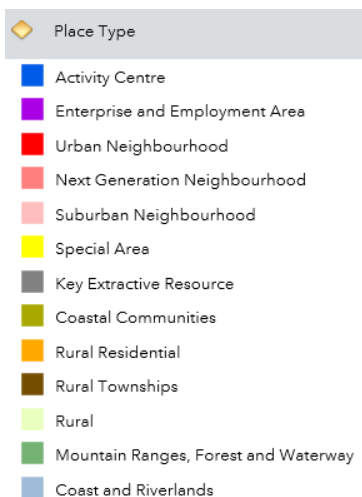 Place Type
Activity Centre
Enterprise and Employment Area
Urban Neighbourhood
Next Generation Neighbourhood
Suburban Neighbourhood
Special Area
Key Extractive Resource
Coastal Communities
Rural Residential
Rural Townships
Rural
Mountain Ranges, Forest and Waterway
Coast and Riverlands